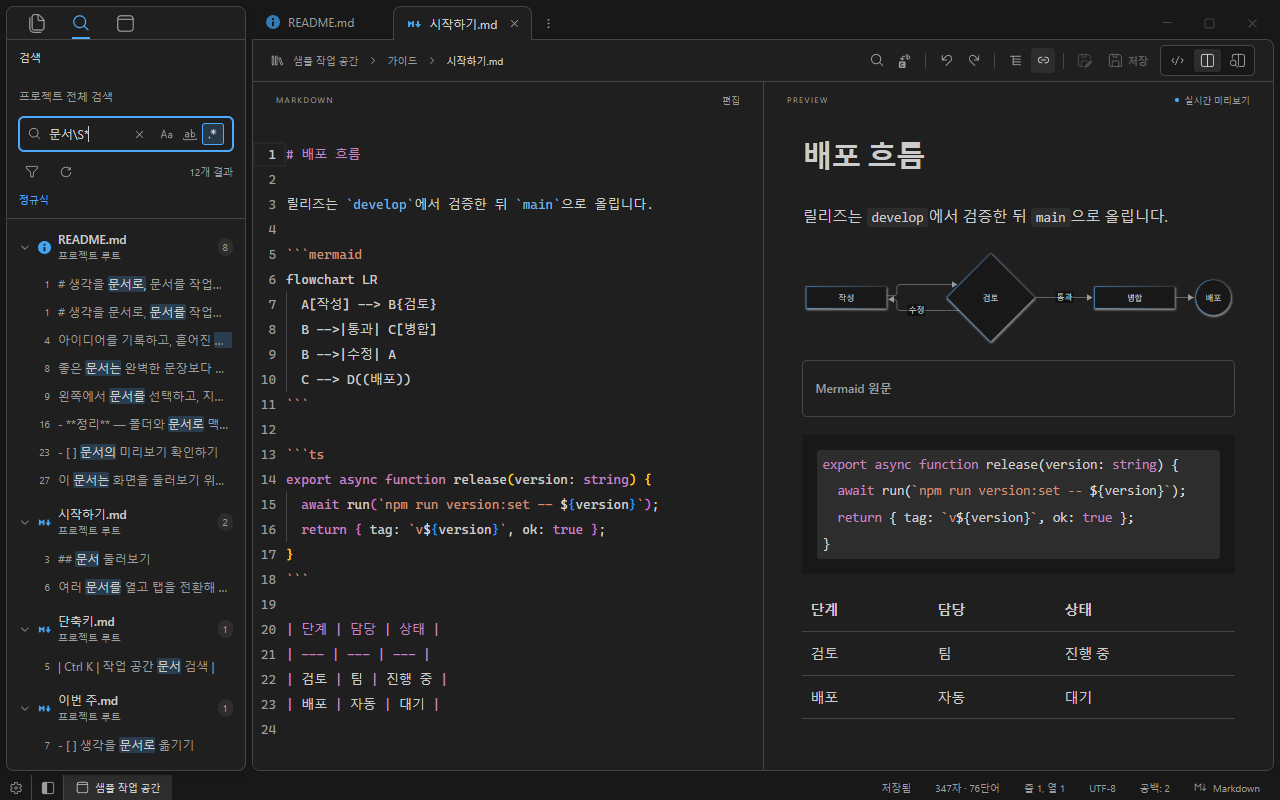 README.md
시작하기.md
검색
프로젝트 전체 검색
문서\S*
Aa ab .*
12개 결과
정규식
README.md 8
프로젝트 루트
1 # 생각을 문서로, 문서를 작업...
1 # 생각을 문서로, 문서를 작업...
4 아이디어를 기록하고, 흩어진 ...
8 좋은 문서는 완벽한 문장보다 ...
9 왼쪽에서 문서를 선택하고, 지...
16 - **정리** — 폴더와 문서로 맥...
23 - [ ] 문서의 미리보기 확인하기
27 이 문서는 화면을 둘러보기 위...
시작하기.md 2
프로젝트 루트
3 ## 문서 둘러보기
6 여러 문서를 열고 탭을 전환해 ...
단축키.md 1
프로젝트 루트
5 | Ctrl K | 작업 공간 문서 검색 |
이번 주.md 1
프로젝트 루트
7 - [ ] 생각을 문서로 옮기기
샘플 작업 공간 > 가이드 > 시작하기.md
저장
MARKDOWN 편집
1 # 배포 흐름
2
3 릴리즈는 `develop`에서 검증한 뒤 `main`으로 올립니다.
4
5 ```mermaid
6 flowchart LR
7 A[작성] --> B{검토}
8 B -->|통과| C[병합]
9 B -->|수정| A
10 C --> D((배포))
11 ```
12
13 ```ts
14 export async function release(version: string) {
15 await run(`npm run version:set -- ${version}`);
16 return { tag: `v${version}`, ok: true };
17 }
18 ```
19
20 | 단계 | 담당 | 상태 |
21 | --- | --- | --- |
22 | 검토 | 팀 | 진행 중 |
23 | 배포 | 자동 | 대기 |
24
PREVIEW 실시간 미리보기
배포 흐름
릴리즈는 develop에서 검증한 뒤 main으로 올립니다.
작성 수정 검토 통과 병합 배포
Mermaid 원문
export async function release(version: string) {
await run(`npm run version:set -- ${version}`);
return { tag: `v${version}`, ok: true };
}
단계 담당 상태
검토 팀 진행 중
배포 자동 대기
샘플 작업 공간
저장됨 347자 · 76단어 줄 1, 열 1 UTF-8 공백: 2 Markdown